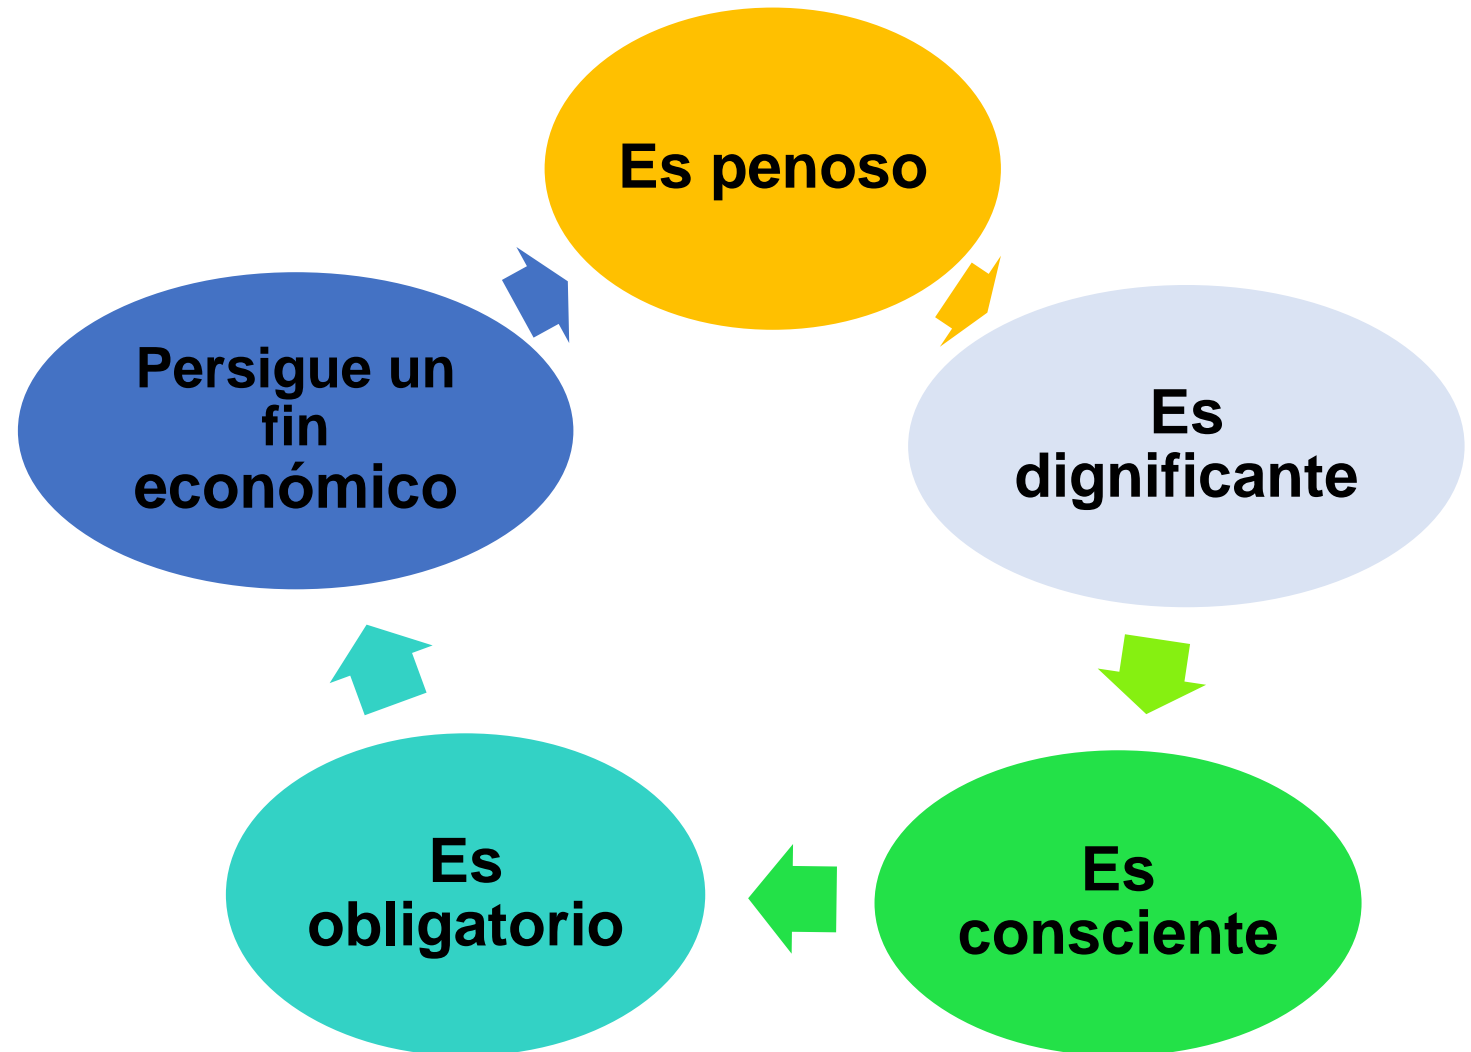 Es penoso
Es
dignificante
Es
consciente
Es
obligatorio
Persigue un
fin
económico